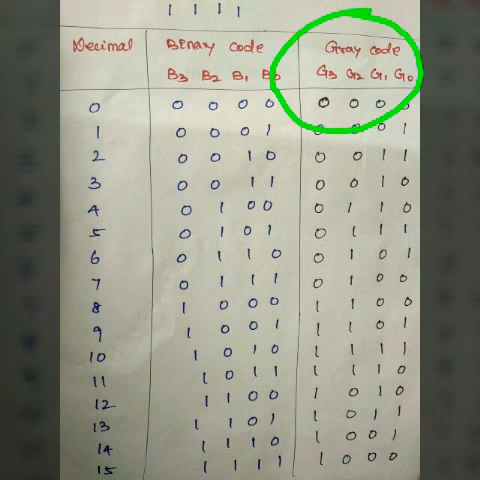 1 1 1 1
Decimal Binary code Gray code
B3 B2 B1 B0 G3 G2 G1 G0
0 0 0 0 0 0 0 0 0
1 0 0 0 1 0 0 0 1
2 0 0 1 0 0 0 1 1
3 0 0 1 1 0 0 1 0
4 0 1 0 0 0 1 1 0
5 0 1 0 1 0 1 1 1
6 0 1 1 0 0 1 0 1
7 0 1 1 1 0 1 0 0
8 1 0 0 0 1 1 0 0
9 1 0 0 1 1 1 0 1
10 1 0 1 0 1 1 1 1
11 1 0 1 1 1 1 1 0
12 1 1 0 0 1 0 1 0
13 1 1 0 1 1 0 1 1
14 1 1 1 0 1 0 0 1
15 1 1 1 1 1 0 0 0